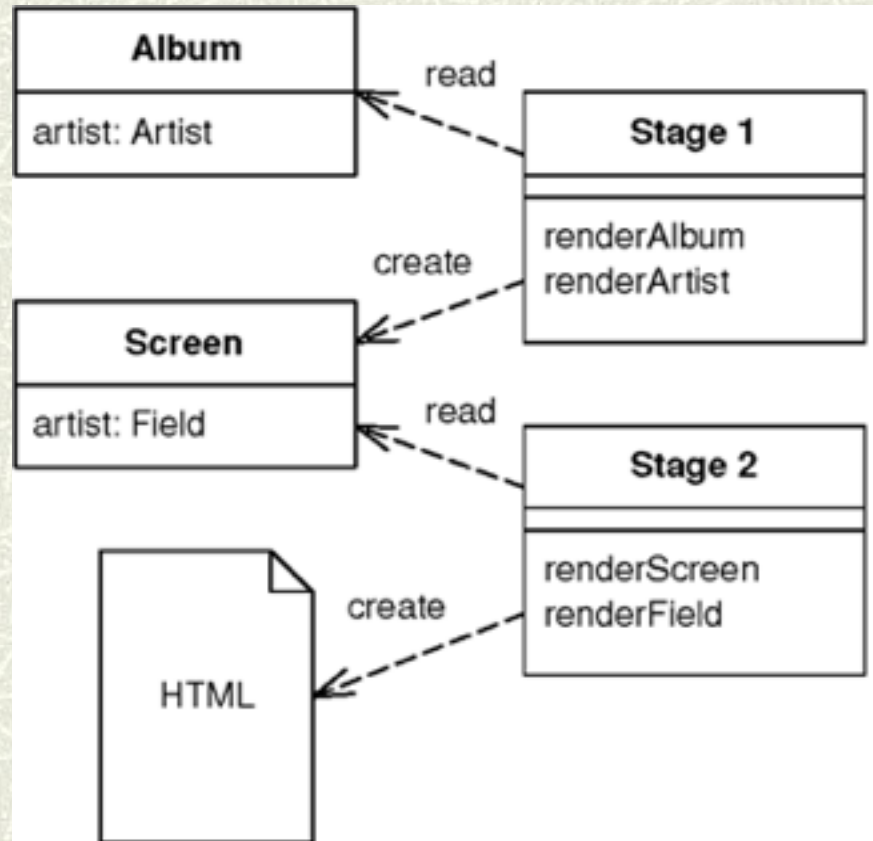 Album
artist: Artist
read
Stage 1
renderAlbum
renderArtist
create
Screen
artist: Field
read
Stage 2
renderScreen
renderField
create
HTML